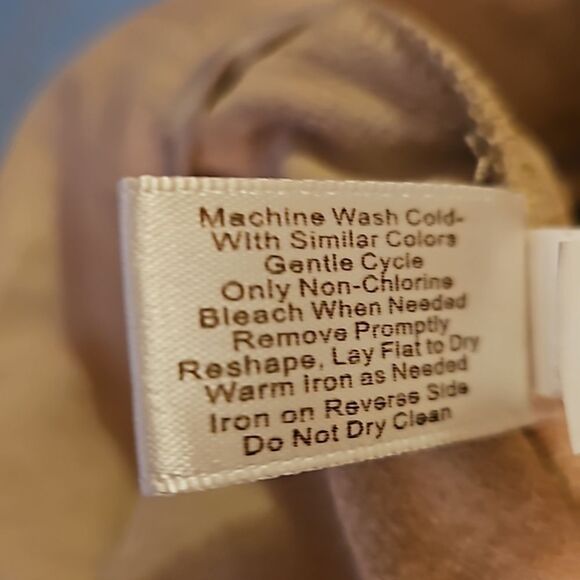 Machine Wash Cold-
With Similar Colors
Gentle Cycle
Only Non-Chlorine
Bleach When Needed
Remove Promptly
Reshape, Lay Flat to Dry
Warm Iron as Needed
Iron on Reverse Side
Do Not Dry Clean